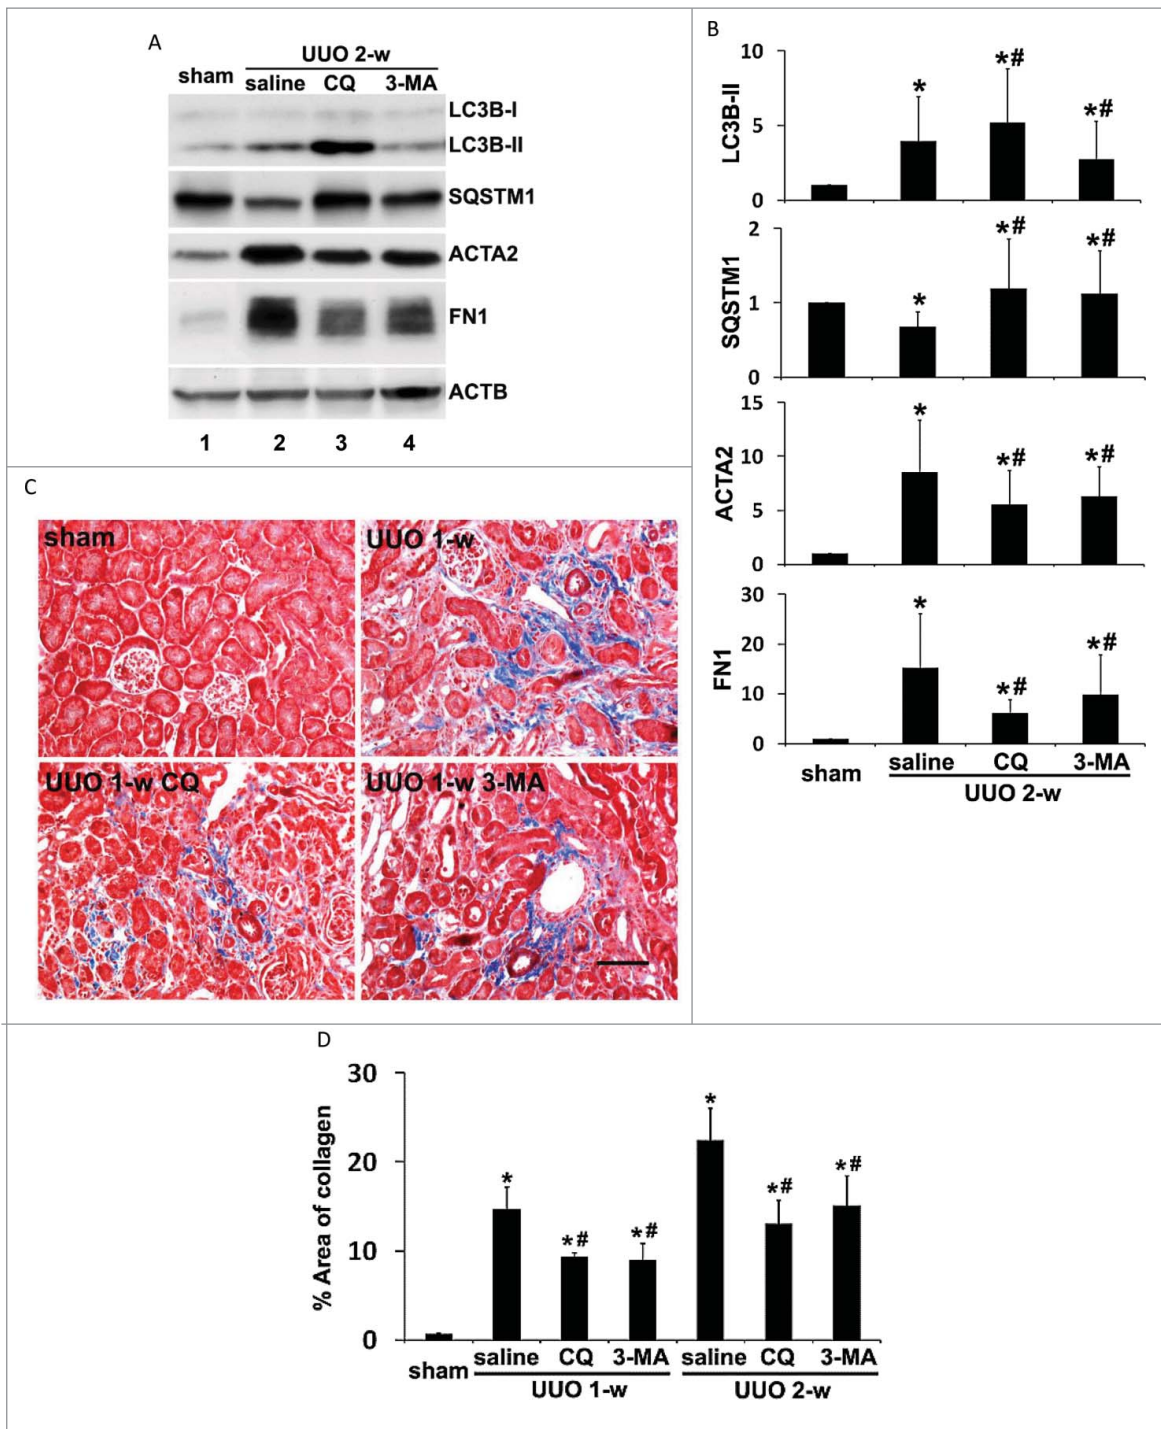 A
UUO 2-w
sham saline CQ 3-MA
LC3B-I
LC3B-II
SQSTM1
ACTA2
FN1
ACTB
1 2 3 4
B
LC3B-II
10
5
0
* *# *#
SQSTM1
2
1
0
* *# *#
ACTA2
15
10
5
0
* *# *#
FN1
30
20
10
0
* *# *#
sham saline CQ 3-MA
UUO 2-w
C
sham
UUO 1-w
UUO 1-w CQ
UUO 1-w 3-MA
D
% Area of collagen
30
20
10
0
* *# *# * *# *#
sham saline CQ 3-MA saline CQ 3-MA
UUO 1-w UUO 2-w